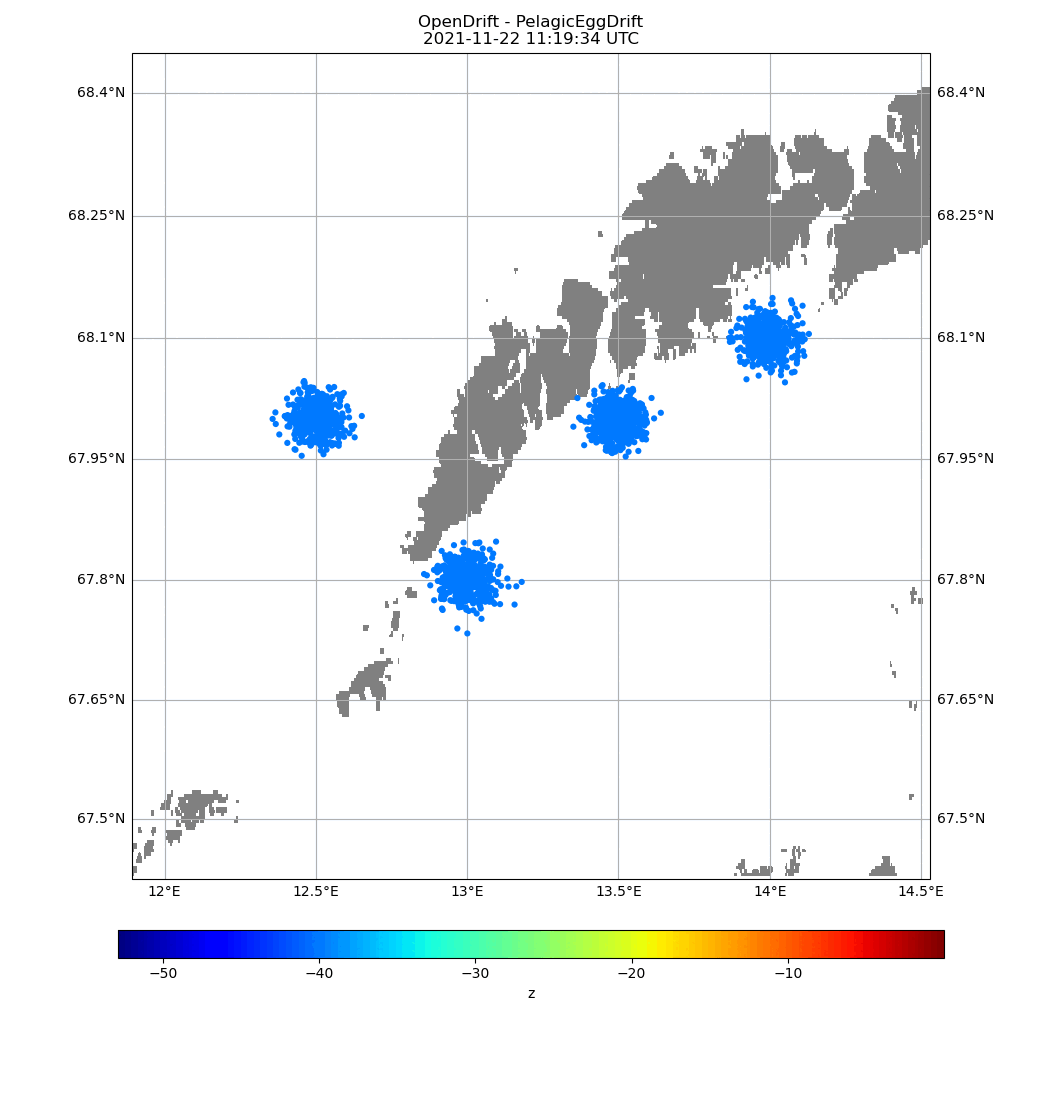 OpenDrift - PelagicEggDrift
2021-11-22 11:19:34 UTC
68.4°N 68.4°N
68.25°N 68.25°N
68.1°N 68.1°N
67.95°N 67.95°N
67.8°N 67.8°N
67.65°N 67.65°N
67.5°N 67.5°N
12°E 12.5°E 13°E 13.5°E 14°E 14.5°E
−50 −40 −30 −20 −10
z